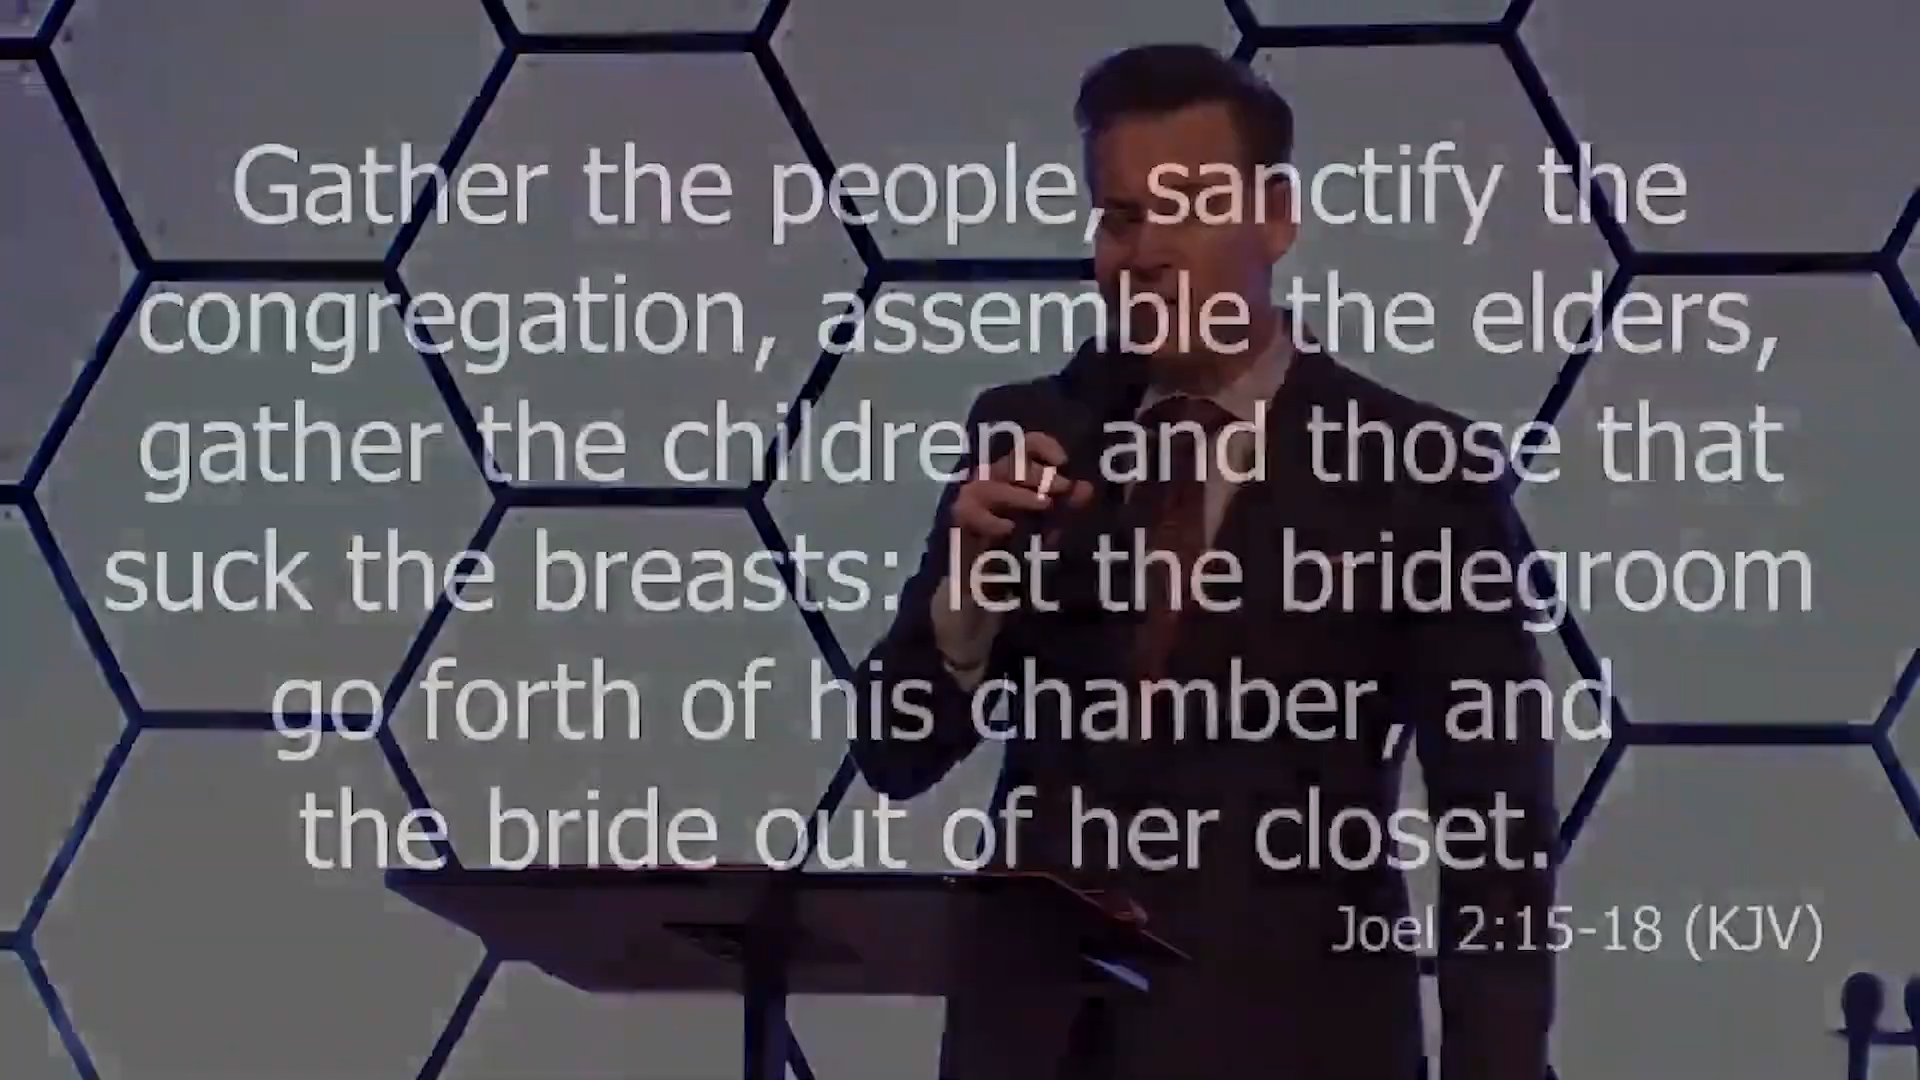 Gather the people, sanctify the
congregation, assemble the elders,
gather the children, and those that
suck the breasts: let the bridegroom
go forth of his chamber, and
the bride out of her closet.
Joel 2:15-18 (KJV)